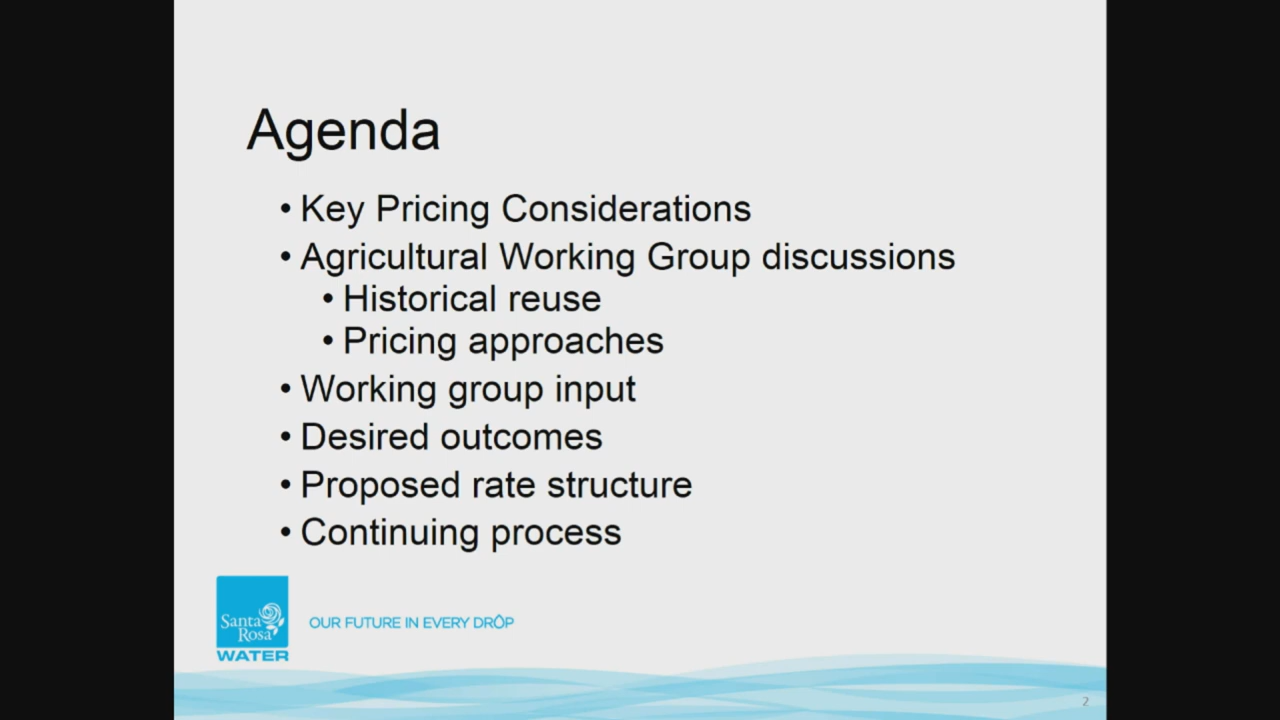 Agenda
• Key Pricing Considerations
• Agricultural Working Group discussions
• Historical reuse
• Pricing approaches
• Working group input
• Desired outcomes
• Proposed rate structure
• Continuing process
Santa
Rosa
WATER
OUR FUTURE IN EVERY DRÔP
2